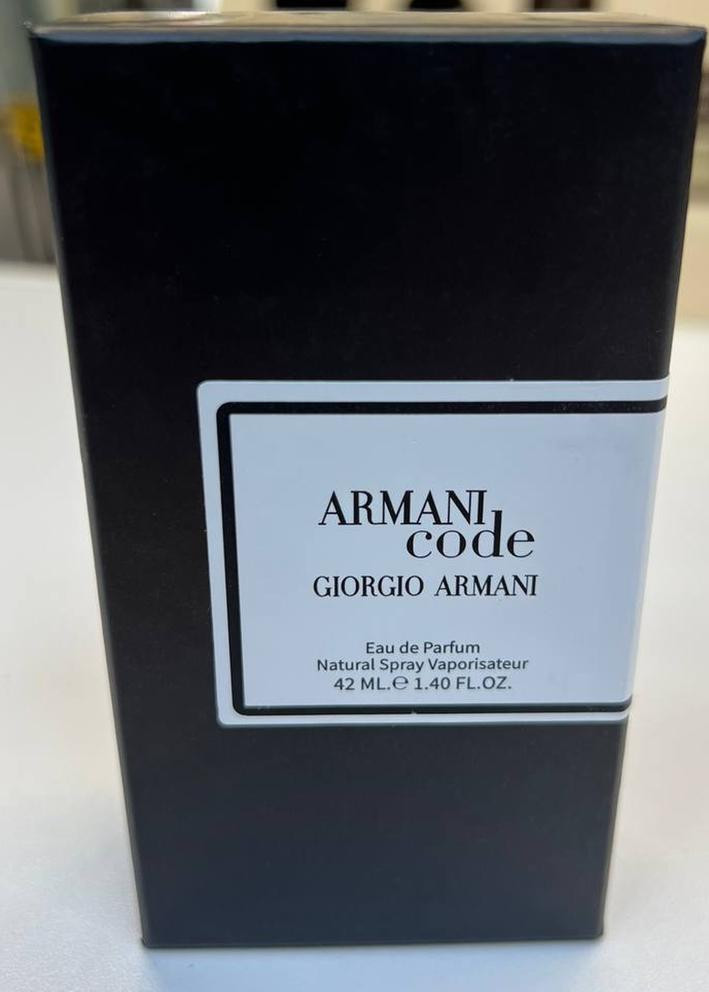 ARMANI
code
GIORGIO ARMANI
Eau de Parfum
Natural Spray Vaporisateur
42 ML.℮ 1.40 FL.OZ.